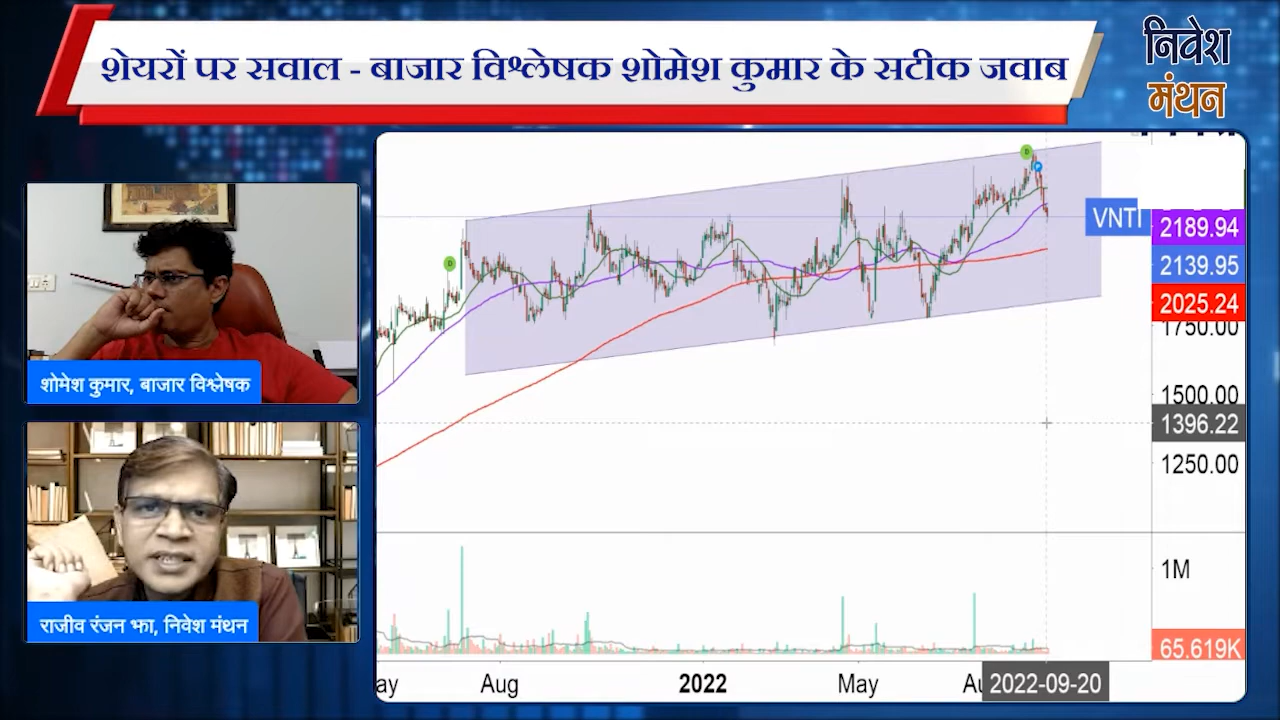 शेयरों पर सवाल - बाजार विश्लेषक शोमेश कुमार के सटीक जवाब
निवेश
मंथन
शोमेश कुमार, बाजार विश्लेषक
राजीव रंजन झा, निवेश मंथन
D
D
P
VNTI
2189.94
2139.95
2025.24
1750.00
1500.00
1396.22
1250.00
1M
65.619K
ay
Aug
2022
May
Au
2022-09-20